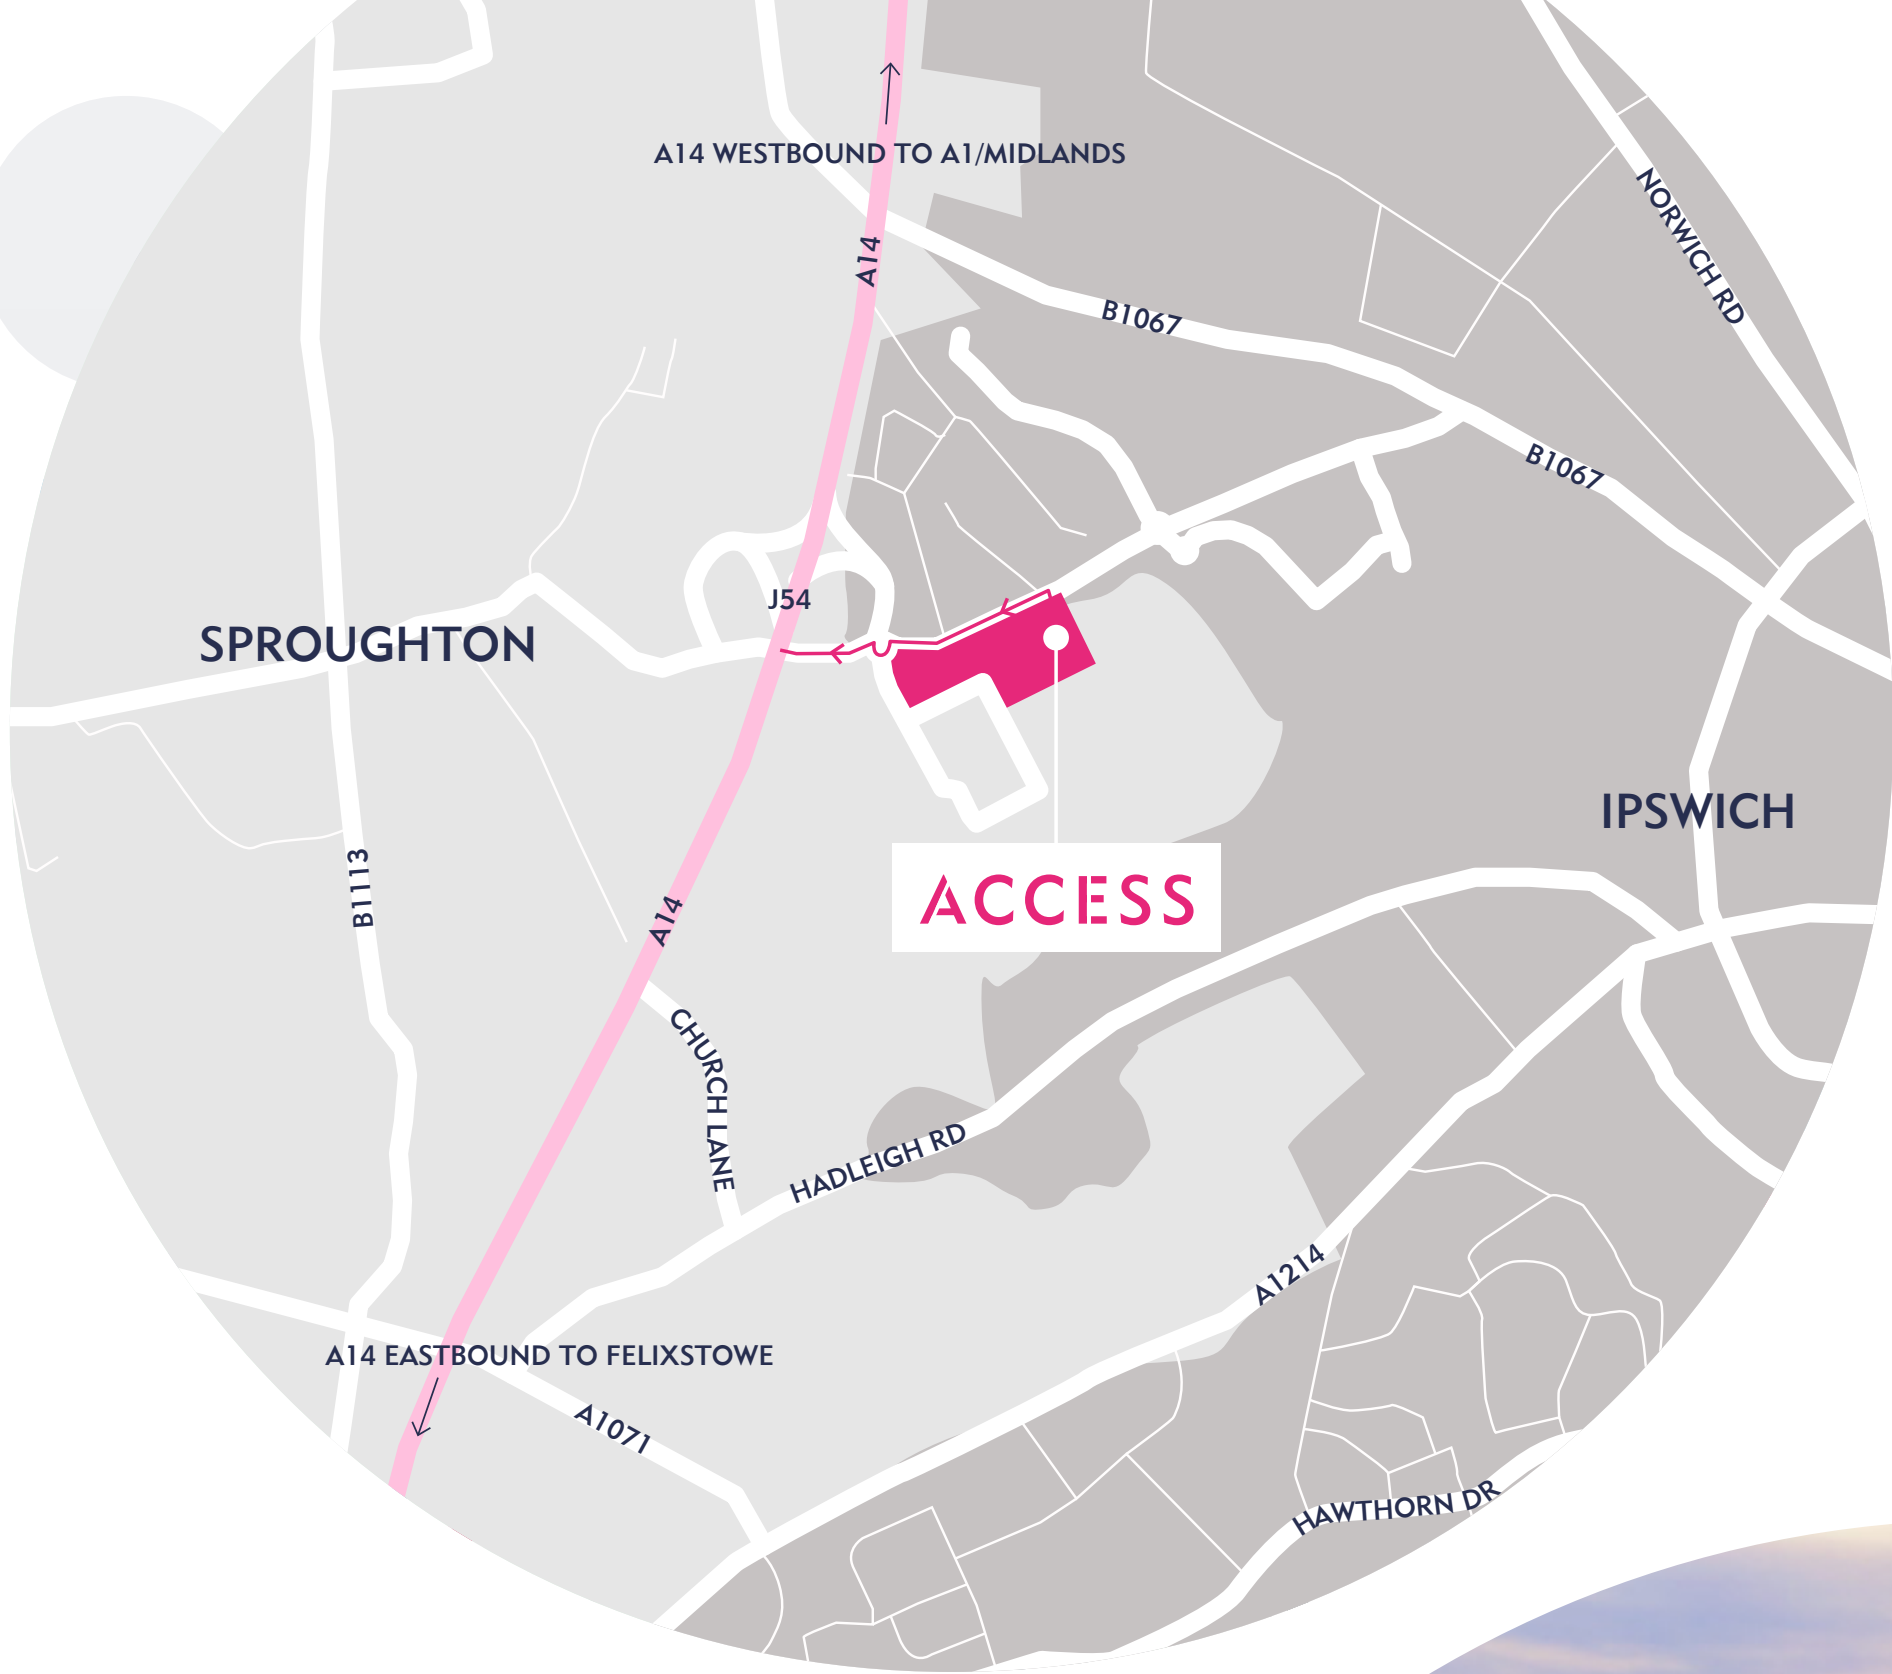 A14 WESTBOUND TO A1/MIDLANDS
NORWICH RD
A14
B1067
B1067
J54
SPROUGHTON
IPSWICH
B1113
A14
ACCESS
CHURCH LANE
HADLEIGH RD
A1214
A14 EASTBOUND TO FELIXSTOWE
A1071
HAWTHORN DR